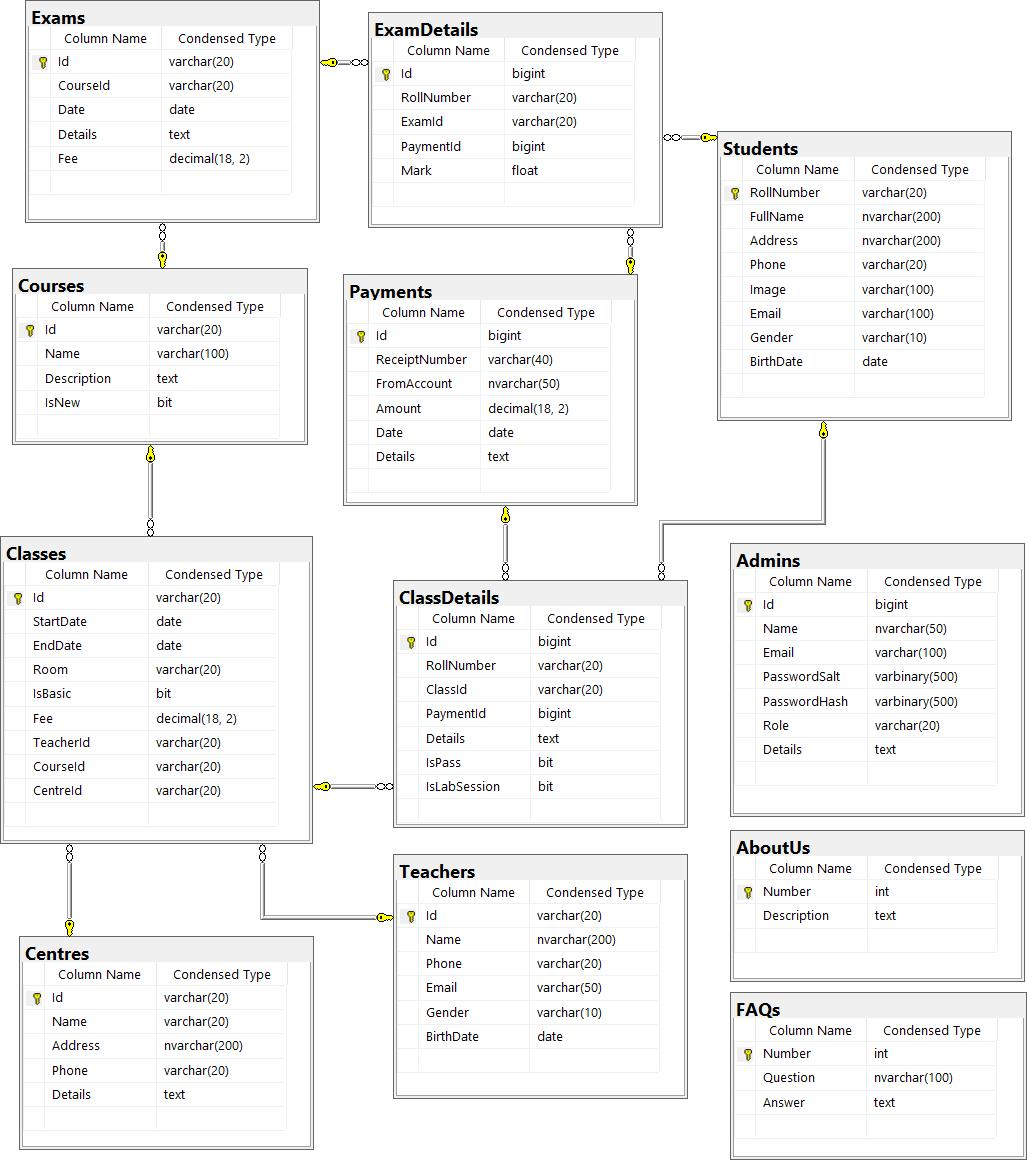 Exams
Column Name Condensed Type
Id varchar(20)
CourseId varchar(20)
Date date
Details text
Fee decimal(18, 2)
ExamDetails
Column Name Condensed Type
Id bigint
RollNumber varchar(20)
ExamId varchar(20)
PaymentId bigint
Mark float
Students
Column Name Condensed Type
RollNumber varchar(20)
FullName nvarchar(200)
Address nvarchar(200)
Phone varchar(20)
Image varchar(100)
Email varchar(100)
Gender varchar(10)
BirthDate date
Courses
Column Name Condensed Type
Id varchar(20)
Name varchar(100)
Description text
IsNew bit
Payments
Column Name Condensed Type
Id bigint
ReceiptNumber varchar(40)
FromAccount nvarchar(50)
Amount decimal(18, 2)
Date date
Details text
Classes
Column Name Condensed Type
Id varchar(20)
StartDate date
EndDate date
Room varchar(20)
IsBasic bit
Fee decimal(18, 2)
TeacherId varchar(20)
CourseId varchar(20)
CentreId varchar(20)
ClassDetails
Column Name Condensed Type
Id bigint
RollNumber varchar(20)
ClassId varchar(20)
PaymentId bigint
Details text
IsPass bit
IsLabSession bit
Admins
Column Name Condensed Type
Id bigint
Name nvarchar(50)
Email varchar(100)
PasswordSalt varbinary(500)
PasswordHash varbinary(500)
Role varchar(20)
Details text
Teachers
Column Name Condensed Type
Id varchar(20)
Name nvarchar(200)
Phone varchar(20)
Email varchar(50)
Gender varchar(10)
BirthDate date
AboutUs
Column Name Condensed Type
Number int
Description text
Centres
Column Name Condensed Type
Id varchar(20)
Name varchar(20)
Address nvarchar(200)
Phone varchar(20)
Details text
FAQs
Column Name Condensed Type
Number int
Question nvarchar(100)
Answer text